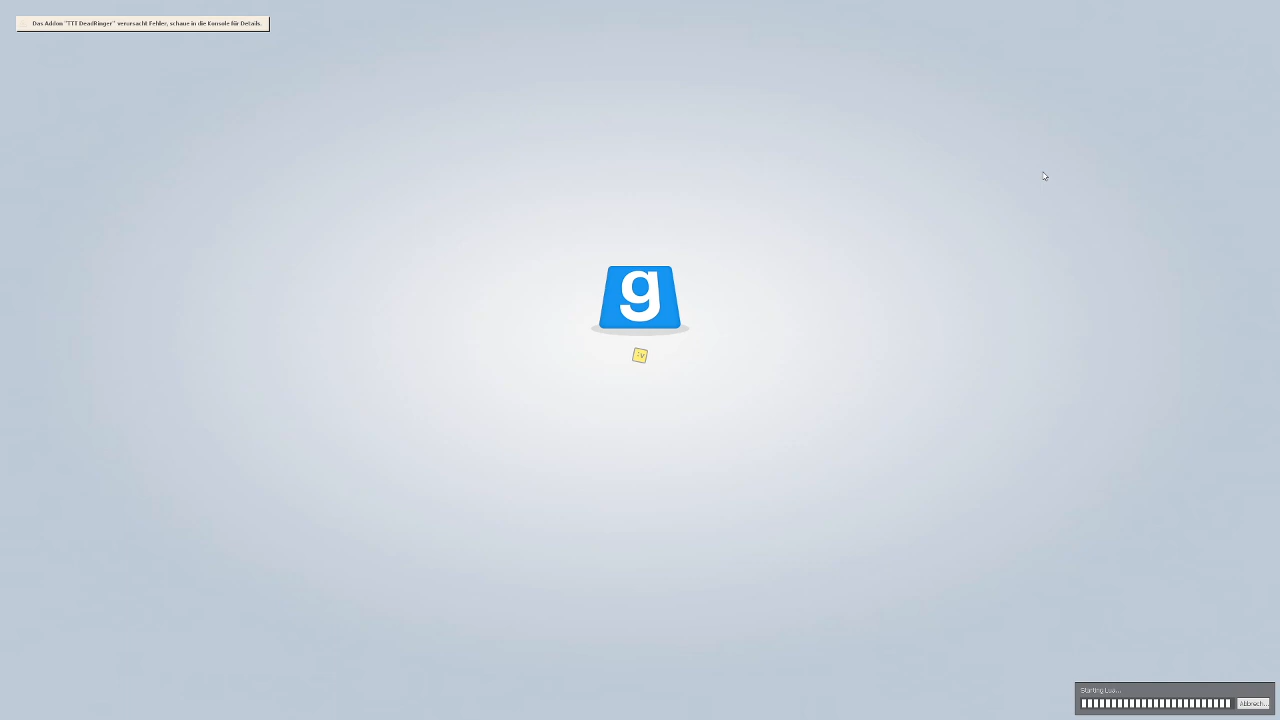 Das Addon "TTT DeadRinger" verursacht Fehler, schaue in die Konsole für Details.
g
:v
Starting Lua...
Abbrech...